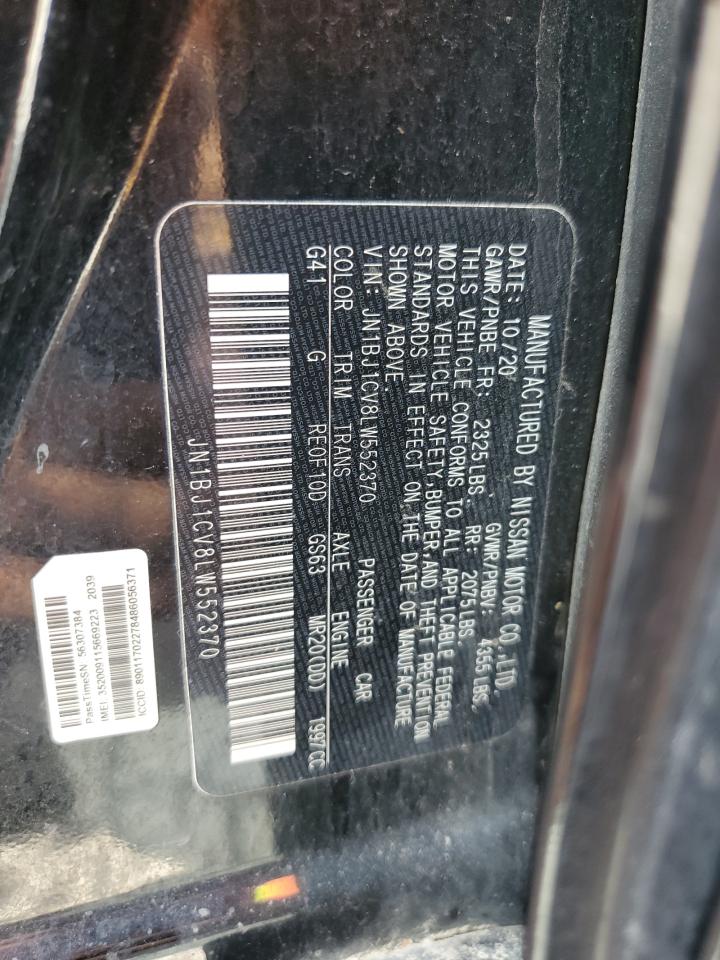 MANUFACTURED BY NISSAN MOTOR CO., LTD.
DATE: 10/20
GAWR/PNBE FR: 2325 LBS RR: 2075 LBS GVWR/PNBV: 4355 LBS,
THIS VEHICLE CONFORMS TO ALL APPLICABLE FEDERAL
MOTOR VEHICLE SAFETY, BUMPER, AND THEFT PREVENTION
STANDARDS IN EFFECT ON THE DATE OF MANUFACTURE
SHOWN ABOVE.
VIN: JN1BJ1CV8LW552370 PASSENGER CAR
COLOR TRIM TRANS AXLE ENGINE
G41 G RE0F10D GS63 MR20(DD) 1997CC
JN1BJ1CV8LW552370
PassTimeSN: 56307384
IMEI: 352009115669223 2039
ICCID: 89011702278486056371